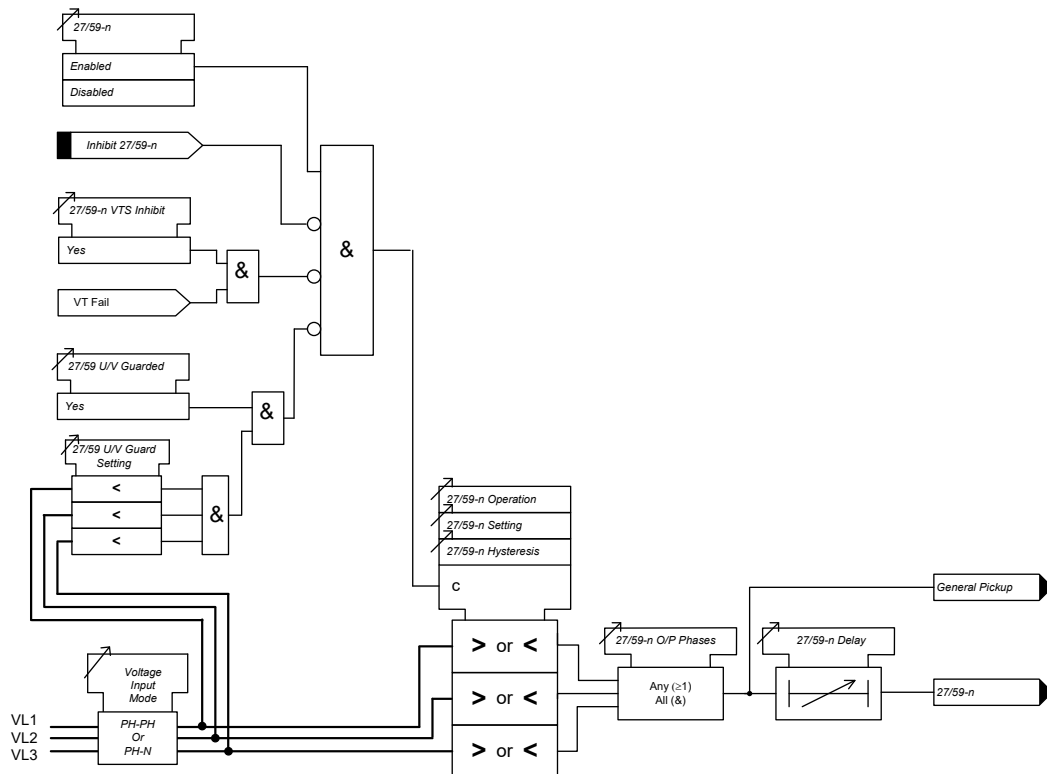 27/59-n
Enabled
Disabled
Inhibit 27/59-n
27/59-n VTS Inhibit
Yes
&
VT Fail
&
27/59 U/V Guarded
Yes
&
27/59 U/V Guard
Setting
<
<
<
&
27/59-n Operation
27/59-n Setting
27/59-n Hysteresis
c
General Pickup
> or <
> or <
> or <
27/59-n O/P Phases
Any (≥1)
All (&)
27/59-n Delay
27/59-n
Voltage
Input
Mode
VL1
VL2
VL3
PH-PH
Or
PH-N